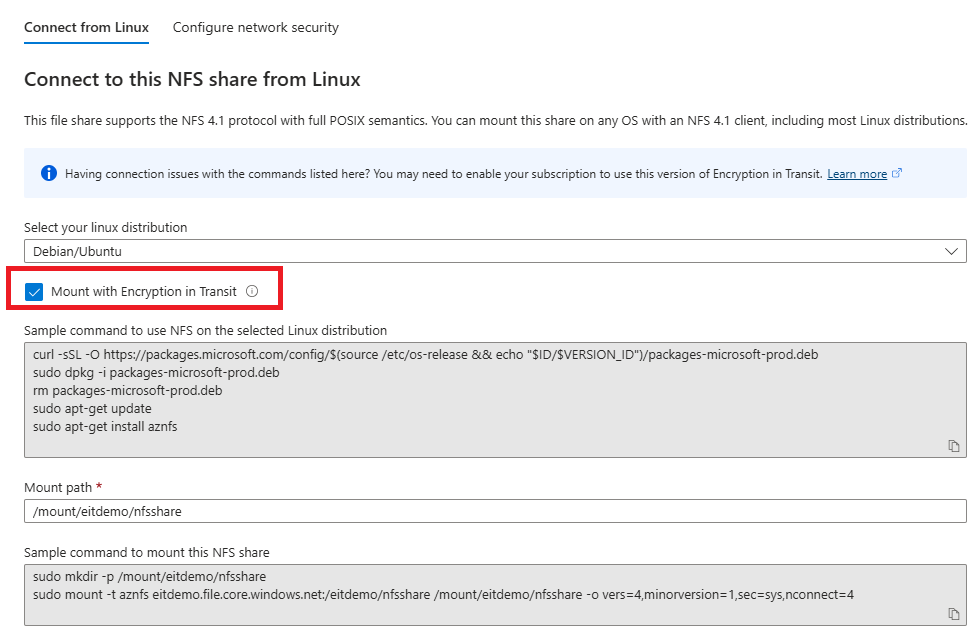 Connect from Linux Configure network security
Connect to this NFS share from Linux
This file share supports the NFS 4.1 protocol with full POSIX semantics. You can mount this share on any OS with an NFS 4.1 client, including most Linux distributions.
Having connection issues with the commands listed here? You may need to enable your subscription to use this version of Encryption in Transit. Learn more
Select your linux distribution
Debian/Ubuntu
Mount with Encryption in Transit
Sample command to use NFS on the selected Linux distribution
curl -sSL -O https://packages.microsoft.com/config/$(source /etc/os-release && echo "$ID/$VERSION_ID")/packages-microsoft-prod.deb
sudo dpkg -i packages-microsoft-prod.deb
rm packages-microsoft-prod.deb
sudo apt-get update
sudo apt-get install aznfs
Mount path *
/mount/eitdemo/nfsshare
Sample command to mount this NFS share
sudo mkdir -p /mount/eitdemo/nfsshare
sudo mount -t aznfs eitdemo.file.core.windows.net:/eitdemo/nfsshare /mount/eitdemo/nfsshare -o vers=4,minorversion=1,sec=sys,nconnect=4